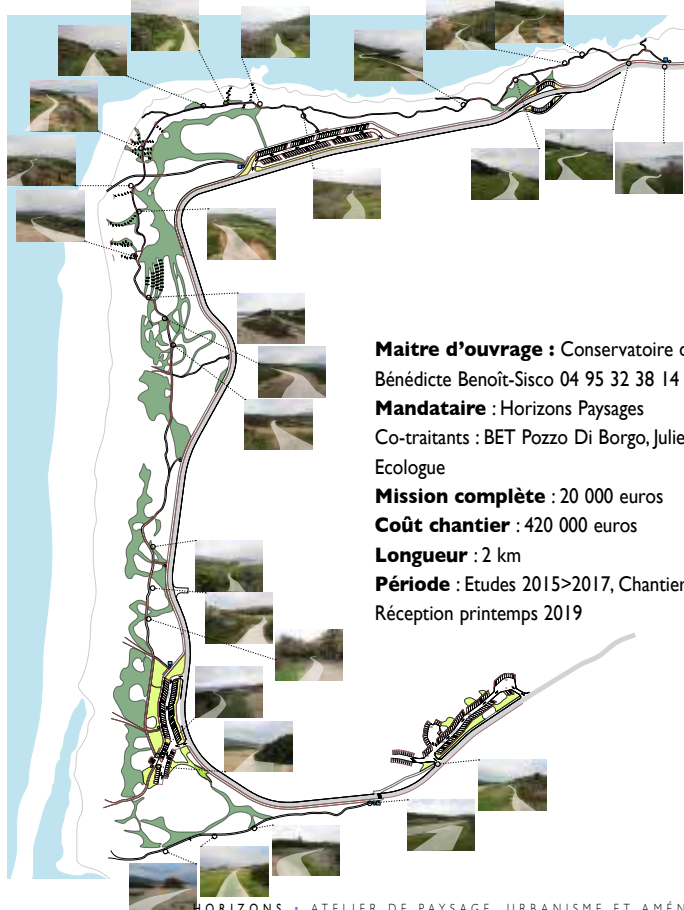 Maitre d'ouvrage : Conservatoire
Bénédicte Benoît-Sisco 04 95 32 38 14
Mandataire : Horizons Paysages
Co-traitants : BET Pozzo Di Borgo, Julie
Ecologue
Mission complète : 20 000 euros
Coût chantier : 420 000 euros
Longueur : 2 km
Période : Etudes 2015>2017, Chantier
Réception printemps 2019
HORIZONS • ATELIER DE PAYSAGE, URBANISME ET AMÉN